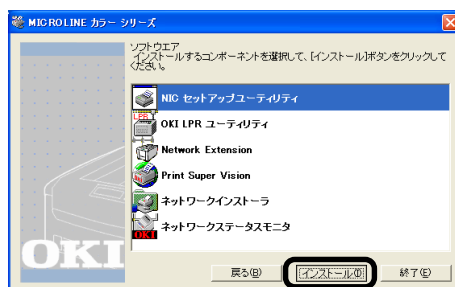 MICROLINE カラー シリーズ
ソフトウエア
インストールするコンポーネントを選択して、[インストール]ボタンをクリックして
ください。
NIC セットアップユーティリティ
LPR
OKI LPR ユーティリティ
Network Extension
Print Super Vision
ネットワークインストーラ
ネットワークステータスモニタ
OKI
OKI
戻る(B)
インストール(I)
終了(E)